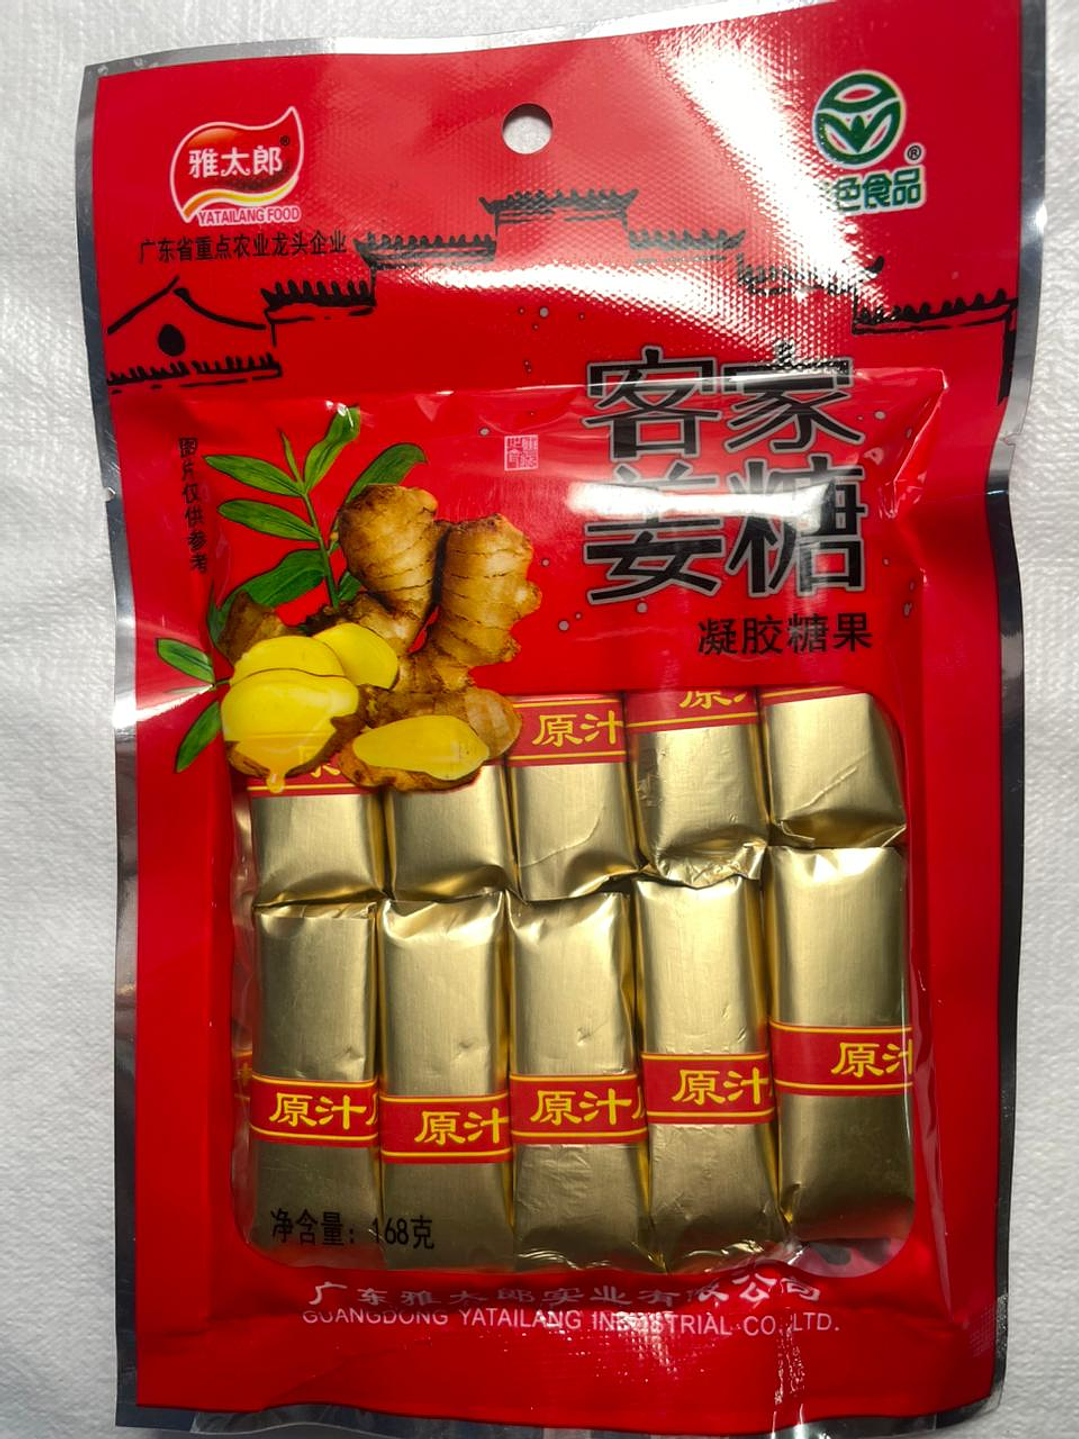 雅太郎®
YATAILANG FOOD
广东省重点农业龙头企业
色食品®
客家
姜糖
凝胶糖果
图片仅供参考
原汁
原汁
原汁
原汁
原汁
原汁
原汁
净含量：168克
广东雅太郎实业有限公司
GUANGDONG YATAILANG INDUSTRIAL CO.,LTD.